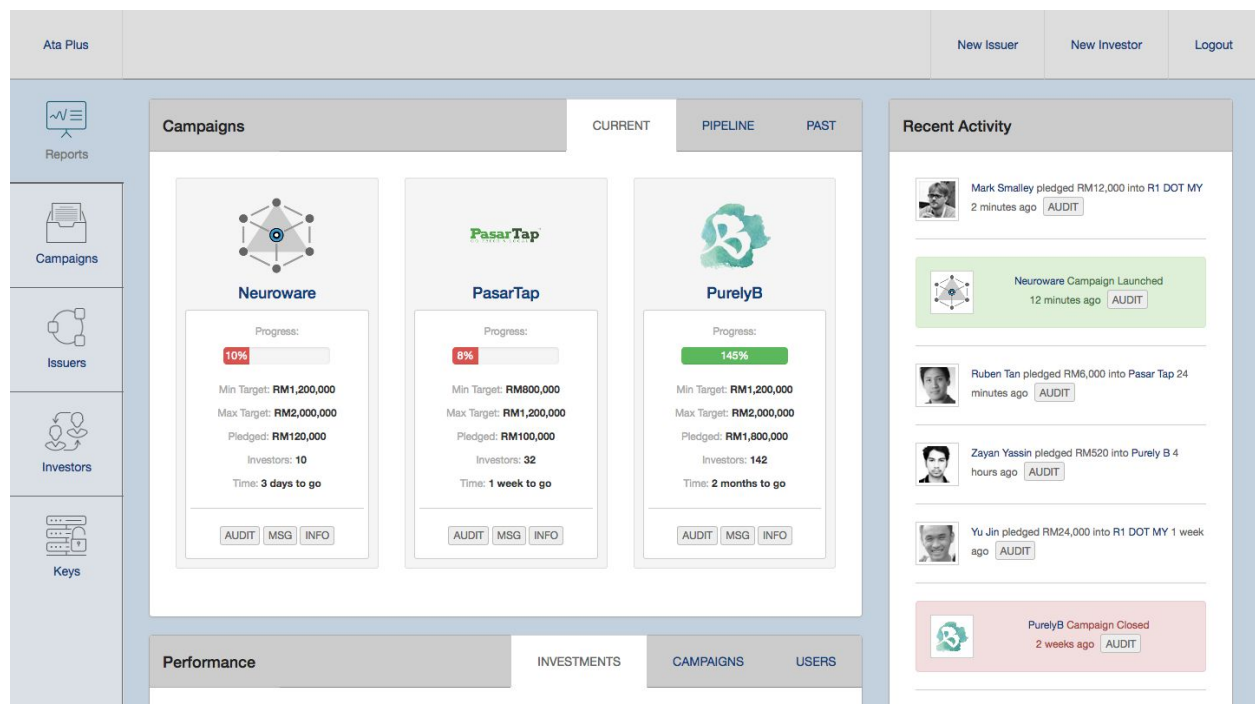 Ata Plus
New Issuer
New Investor
Logout
Reports
Campaigns
Issuers
Investors
Keys
Campaigns
CURRENT
PIPELINE
PAST
Neuroware
Progress:
10%
Min Target: RM1,200,000
Max Target: RM2,000,000
Pledged: RM120,000
Investors: 10
Time: 3 days to go
AUDIT MSG INFO
PasarTap
PasarTap
Progress:
8%
Min Target: RM800,000
Max Target: RM1,200,000
Pledged: RM100,000
Investors: 32
Time: 1 week to go
AUDIT MSG INFO
B
PurelyB
Progress:
145%
Min Target: RM1,200,000
Max Target: RM2,000,000
Pledged: RM1,800,000
Investors: 142
Time: 2 months to go
AUDIT MSG INFO
Performance
INVESTMENTS
CAMPAIGNS
USERS
Recent Activity
Mark Smalley pledged RM12,000 into R1 DOT MY
2 minutes ago AUDIT
Neuroware Campaign Launched
12 minutes ago AUDIT
Ruben Tan pledged RM6,000 into Pasar Tap 24
minutes ago AUDIT
Zayan Yassin pledged RM520 into Purely B 4
hours ago AUDIT
Yu Jin pledged RM24,000 into R1 DOT MY 1 week
ago AUDIT
B
PurelyB Campaign Closed
2 weeks ago AUDIT